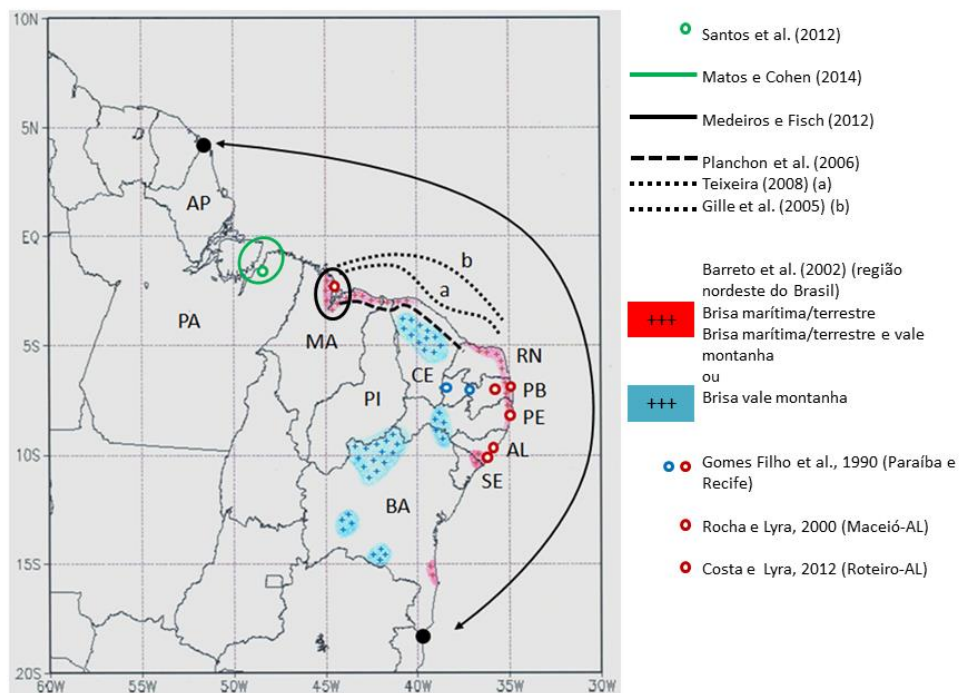 10N
5N
EQ
5S
10S
15S
20S
60W
55W
50W
45W
40W
35W
30W
AP
PA
MA
PI
CE
RN
PB
PE
AL
SE
BA
b
a
Santos et al. (2012)
Matos e Cohen (2014)
Medeiros e Fisch (2012)
Planchon et al. (2006)
Teixeira (2008) (a)
Gille et al. (2005) (b)
Barreto et al. (2002) (região
nordeste do Brasil)
+++ Brisa marítima/terrestre
Brisa marítima/terrestre e vale
montanha
ou
+++ Brisa vale montanha
Gomes Filho et al., 1990 (Paraíba e
Recife)
Rocha e Lyra, 2000 (Maceió-AL)
Costa e Lyra, 2012 (Roteiro-AL)